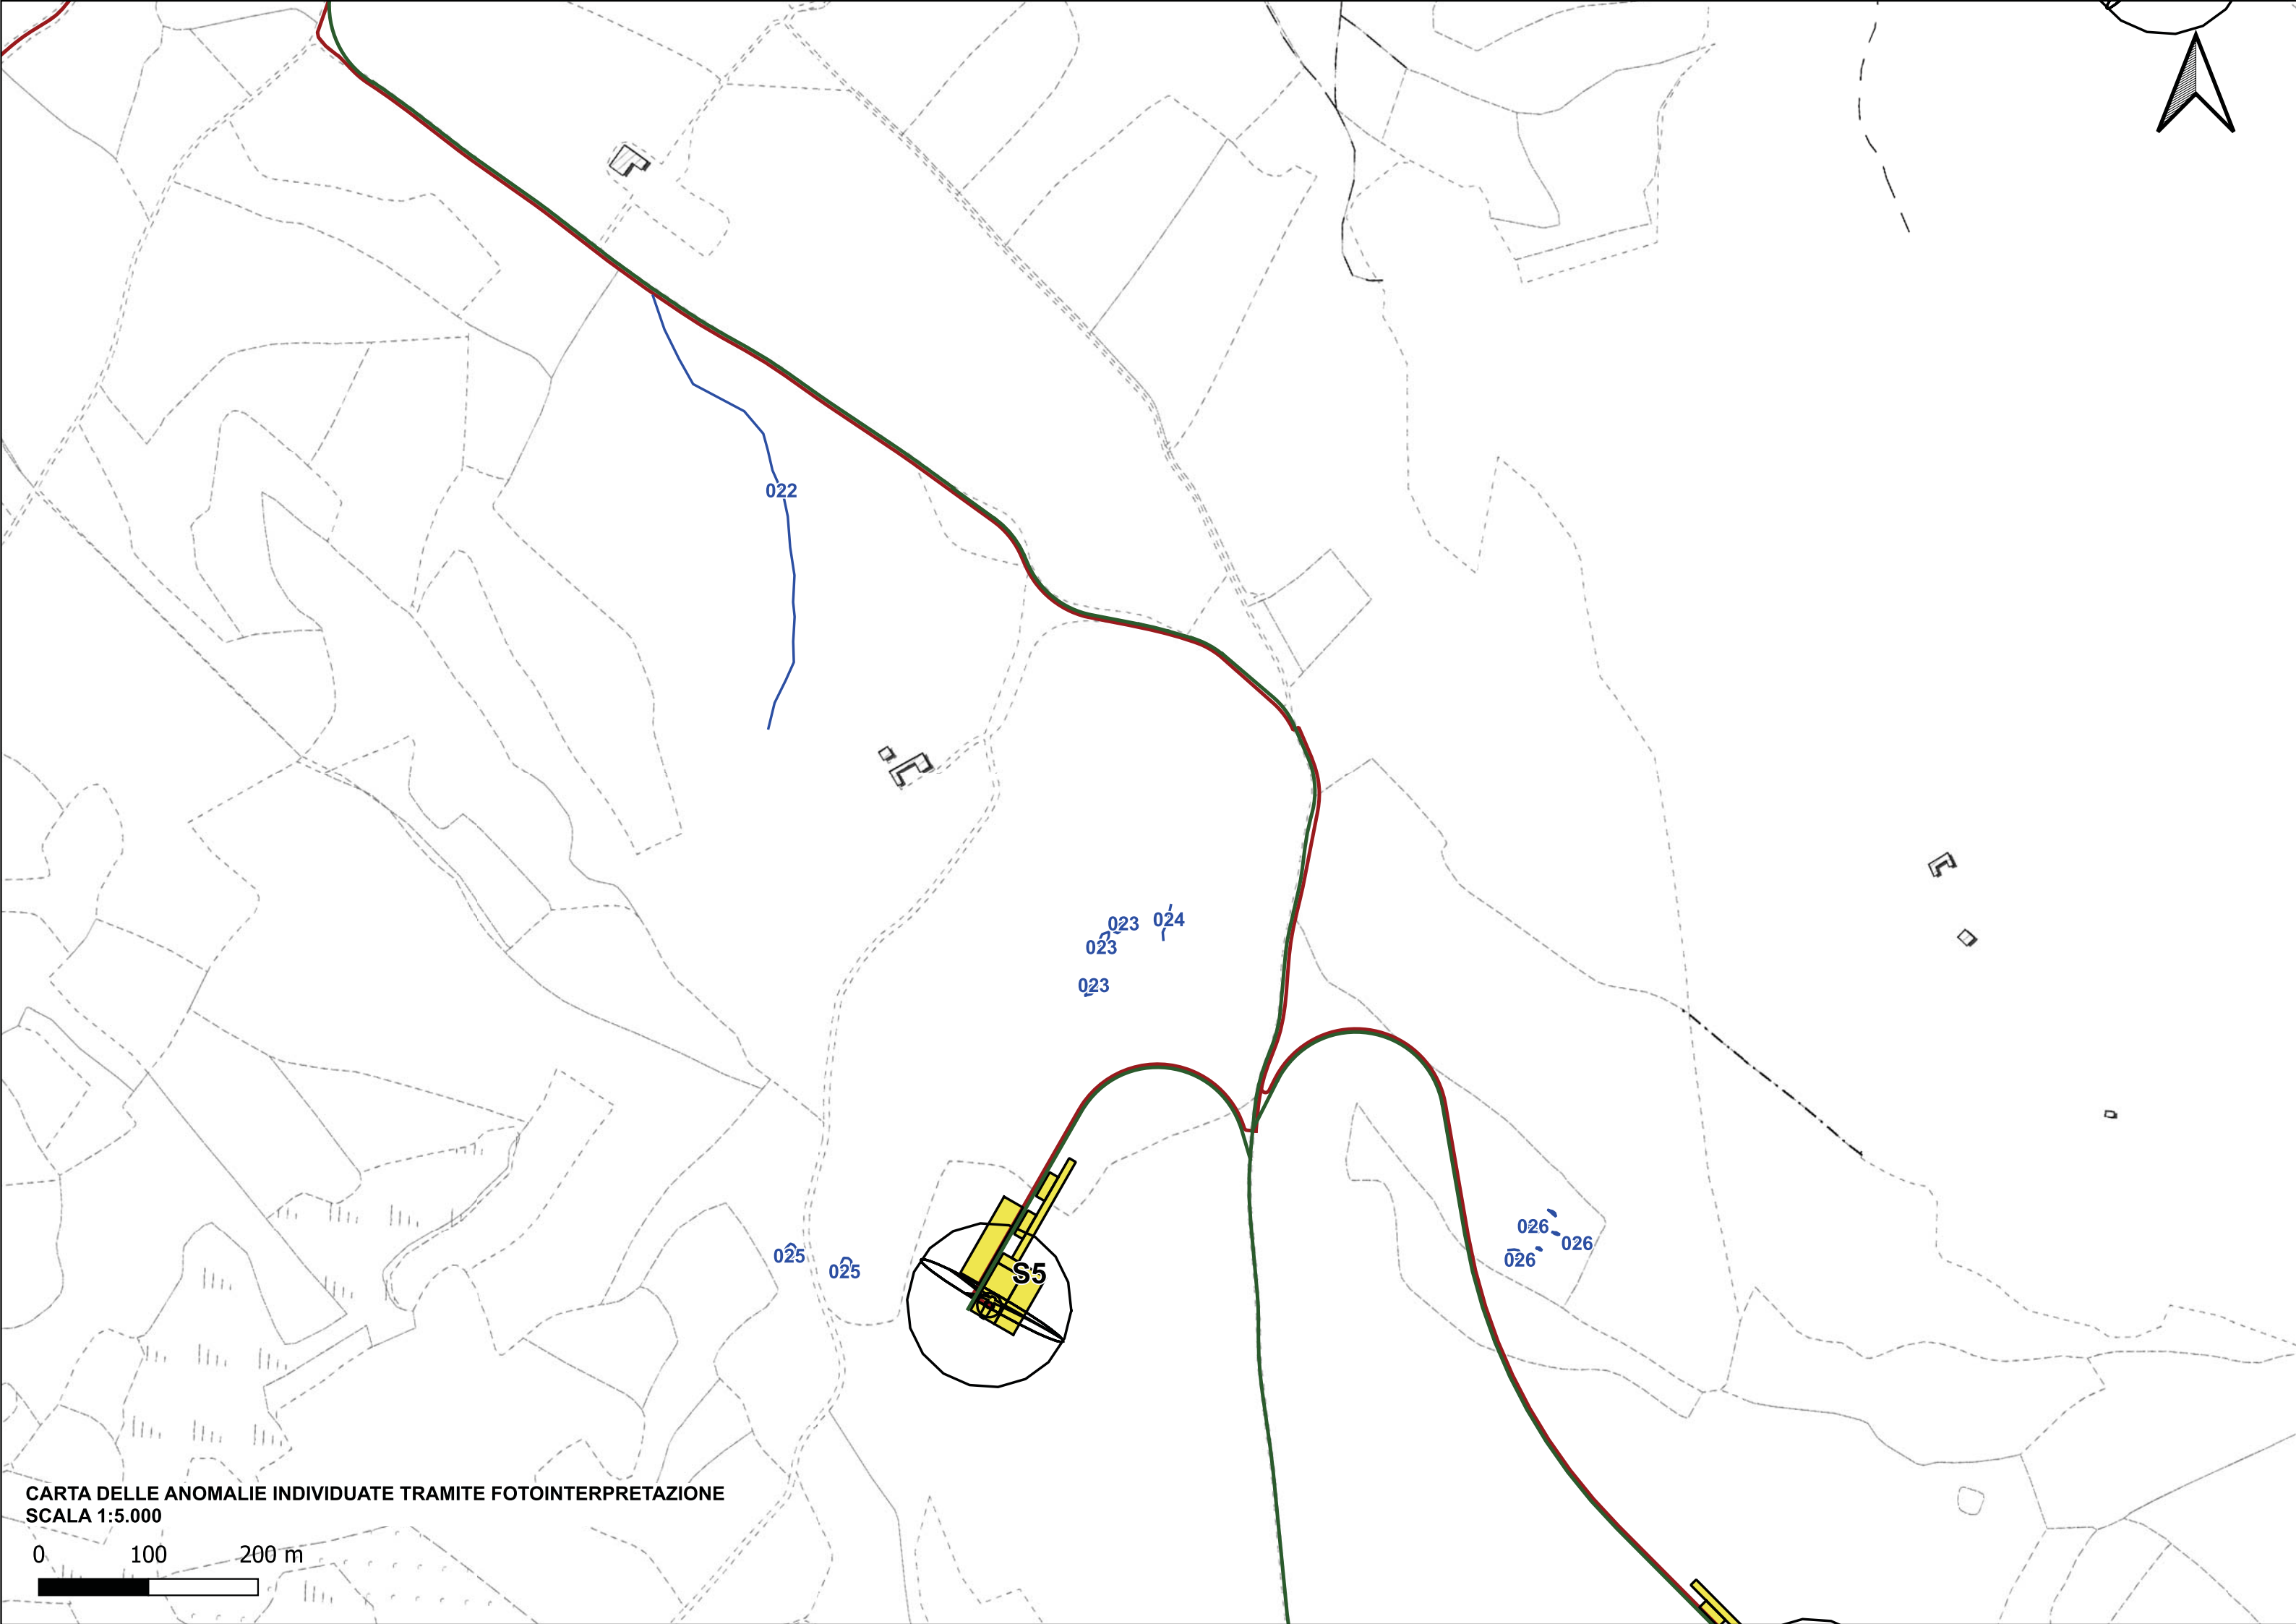 022
023
024
023
023
026
026
025
026
025
S5
CARTA DELLE ANOMALIE INDIVIDUATE TRAMITE FOTOINTERPRETAZIONE
SCALA 1:5.000
0 100 200 m